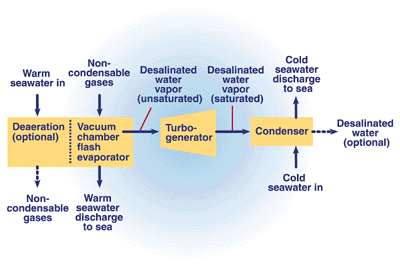 Warm
seawater in
Non-
condensable
gases
Desalinated
water
vapor
(unsaturated)
Desalinated
water
vapor
(saturated)
Cold
seawater
discharge
to sea
Deaeration
(optional)
Vacuum
chamber
flash
evaporator
Turbo-
generator
Condenser
Desalinated
water
(optional)
Non-
condensable
gases
Warm
seawater
discharge
to sea
Cold
seawater in